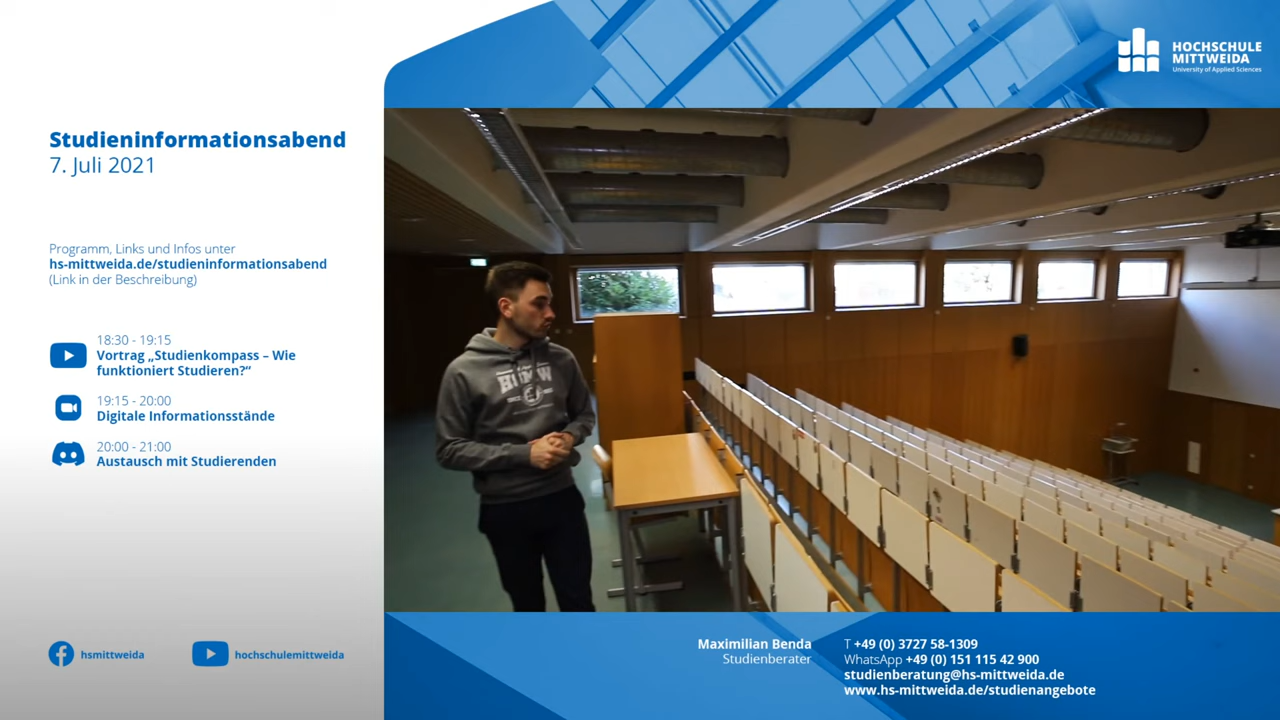 HOCHSCHULE
MITTWEIDA
University of Applied Sciences
Studieninformationsabend
7. Juli 2021
Programm, Links und Infos unter
hs-mittweida.de/studieninformationsabend
(Link in der Beschreibung)
18:30 - 19:15
Vortrag „Studienkompass – Wie
funktioniert Studieren?“
19:15 - 20:00
Digitale Informationsstände
20:00 - 21:00
Austausch mit Studierenden
hsmittweida
hochschulemittweida
Maximilian Benda
Studienberater
T +49 (0) 3727 58-1309
WhatsApp +49 (0) 151 115 42 900
studienberatung@hs-mittweida.de
www.hs-mittweida.de/studienangebote